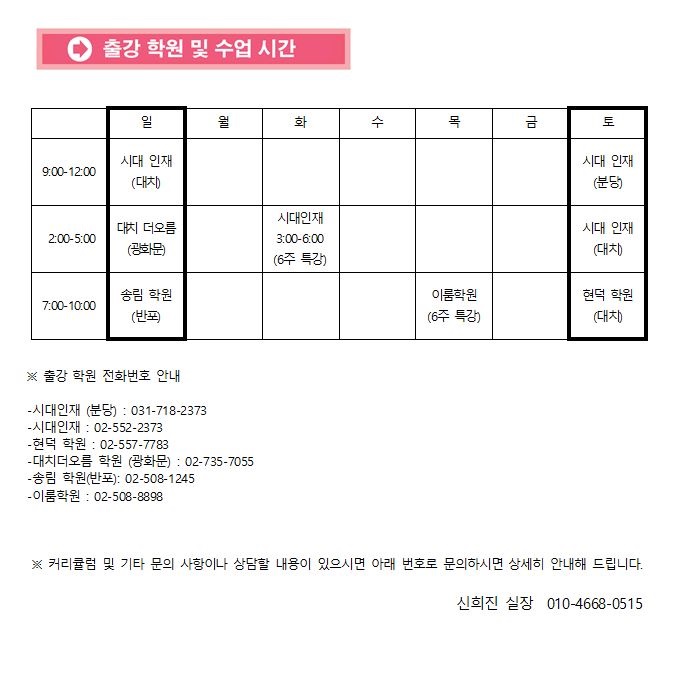 출강 학원 및 수업 시간
일 월 화 수 목 금 토
9:00-12:00 시대 인재 (대치) 시대 인재 (분당)
2:00-5:00 대치 더오름 (광화문) 시대인재 3:00-6:00 (6주 특강) 시대 인재 (대치)
7:00-10:00 송림 학원 (반포) 이룸학원 (6주 특강) 현덕 학원 (대치)
※ 출강 학원 전화번호 안내
-시대인재 (분당) : 031-718-2373
-시대인재 : 02-552-2373
-현덕 학원 : 02-557-7783
-대치더오름 학원 (광화문) : 02-735-7055
-송림 학원(반포): 02-508-1245
-이룸학원 : 02-508-8898
※ 커리큘럼 및 기타 문의 사항이나 상담할 내용이 있으시면 아래 번호로 문의하시면 상세히 안내해 드립니다.
신희진 실장 010-4668-0515